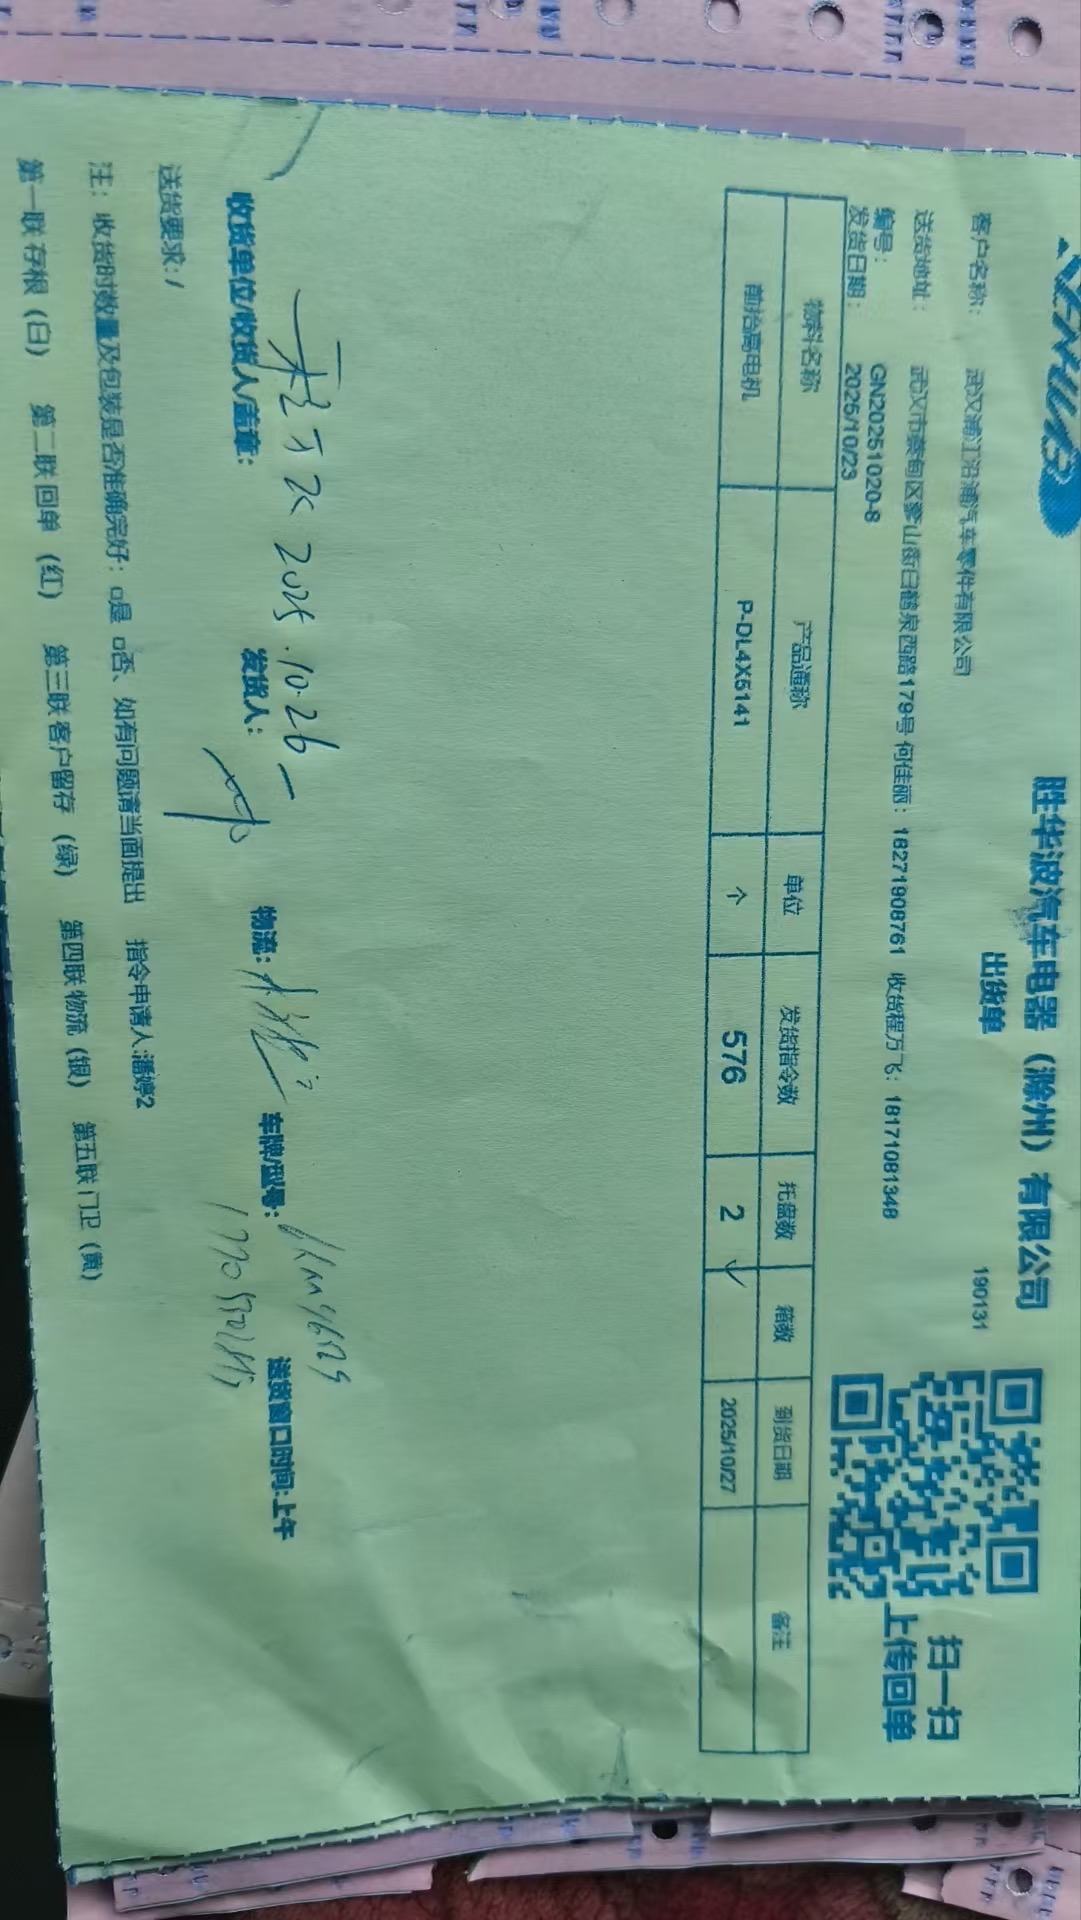 胜华波汽车电器（滁州）有限公司
出货单
190131
扫一扫
上传回单
客户名称： 武汉浦江沿浦汽车零件有限公司
送货地址： 武汉市蔡甸区奓山街白鹤泉西路179号 何佳丽：18271908761 收货程万飞：18171081348
编号： GN20251020-8
发货日期： 2025/10/23
物料名称 产品通称 单位 发货指令数 托盘数 箱数 到货日期 备注
前抬高电机 P-DL4X5141 个 576 2 2025/10/27
2025.10.26
收货单位/收货人/盖章： 发货人： 物流： 车牌/型号： 送货窗口时间:上午
送货要求:/
注：收货时数量及包装是否准确完好：□是 □否、如有问题请当面提出 指令申请人:潘婷2
第一联存根（白） 第二联回单（红） 第三联客户留存（绿） 第四联物流（银） 第五联门卫（黄）